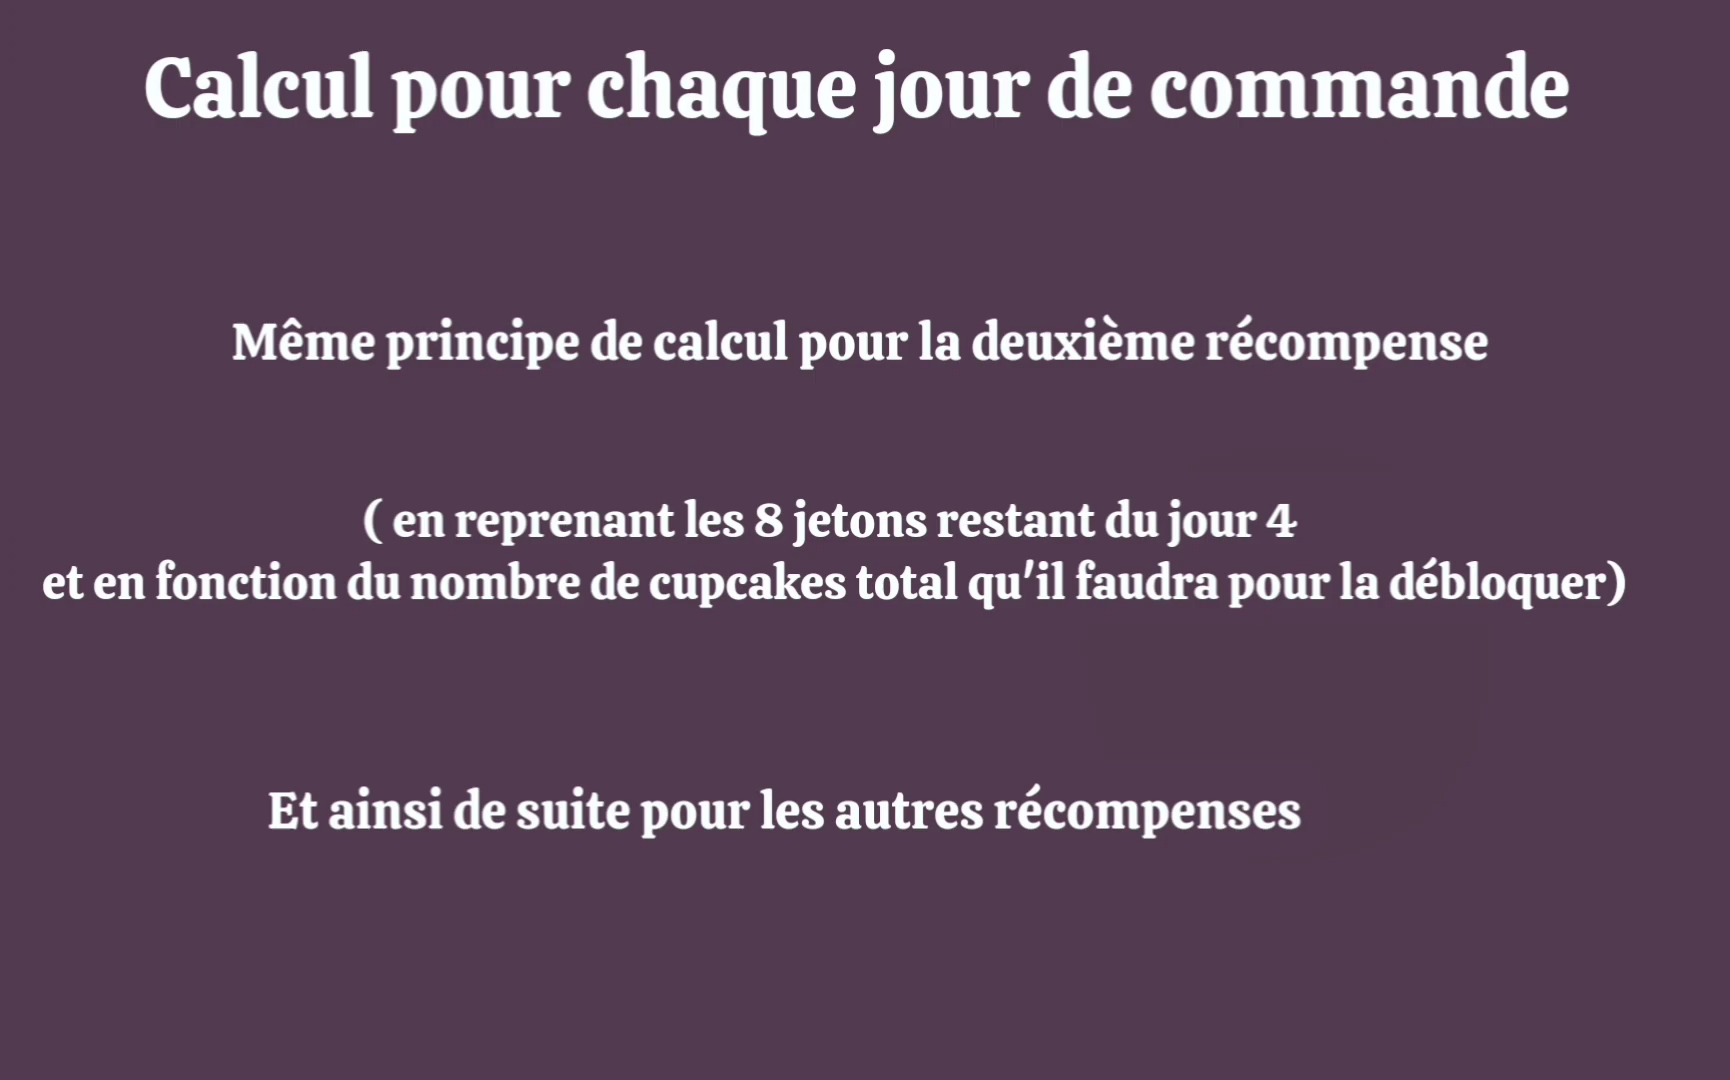 Calcul pour chaque jour de commande
Même principe de calcul pour la deuxième récompense
( en reprenant les 8 jetons restant du jour 4
et en fonction du nombre de cupcakes total qu'il faudra pour la débloquer)
Et ainsi de suite pour les autres récompenses